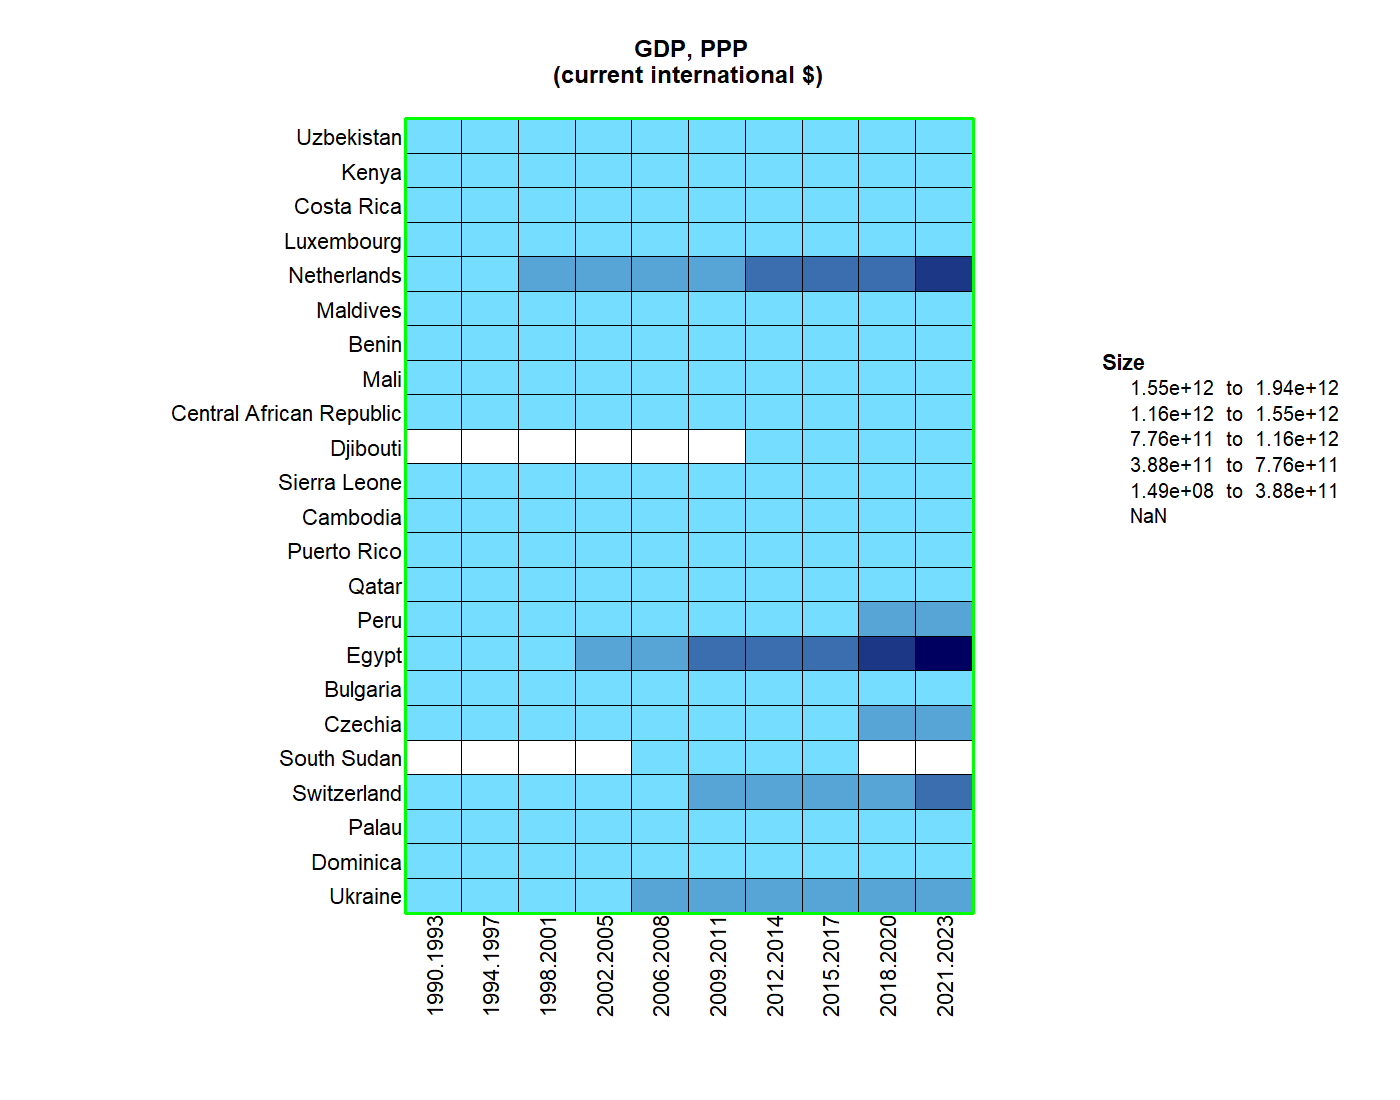 GDP, PPP
(current international $)
Uzbekistan
Kenya
Costa Rica
Luxembourg
Netherlands
Maldives
Benin
Mali
Central African Republic
Djibouti
Sierra Leone
Cambodia
Puerto Rico
Qatar
Peru
Egypt
Bulgaria
Czechia
South Sudan
Switzerland
Palau
Dominica
Ukraine
1990.1993
1994.1997
1998.2001
2002.2005
2006.2008
2009.2011
2012.2014
2015.2017
2018.2020
2021.2023
Size
1.55e+12 to 1.94e+12
1.16e+12 to 1.55e+12
7.76e+11 to 1.16e+12
3.88e+11 to 7.76e+11
1.49e+08 to 3.88e+11
NaN